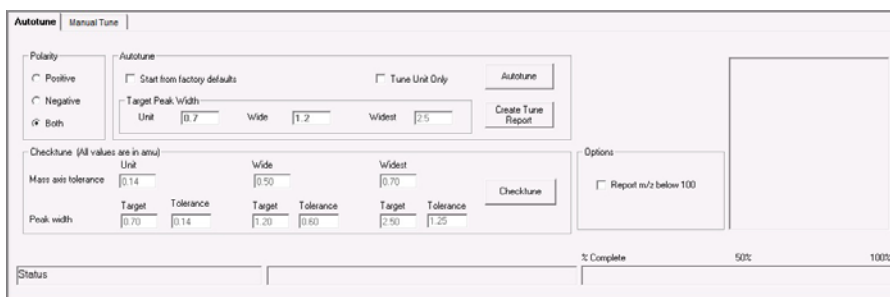 Autotune Manual Tune
Polarity
Positive
Negative
Both
Autotune
Start from factory defaults Tune Unit Only Autotune
Target Peak Width
Unit 0.7 Wide 1.2 Widest 2.5
Create Tune
Report
Checktune (All values are in amu)
Unit Wide Widest
Mass axis tolerance 0.14 0.50 0.70
Target Tolerance Target Tolerance Target Tolerance
Peak width 0.70 0.14 1.20 0.60 2.50 1.25
Checktune
Options
Report m/z below 100
% Complete 50% 100%
Status